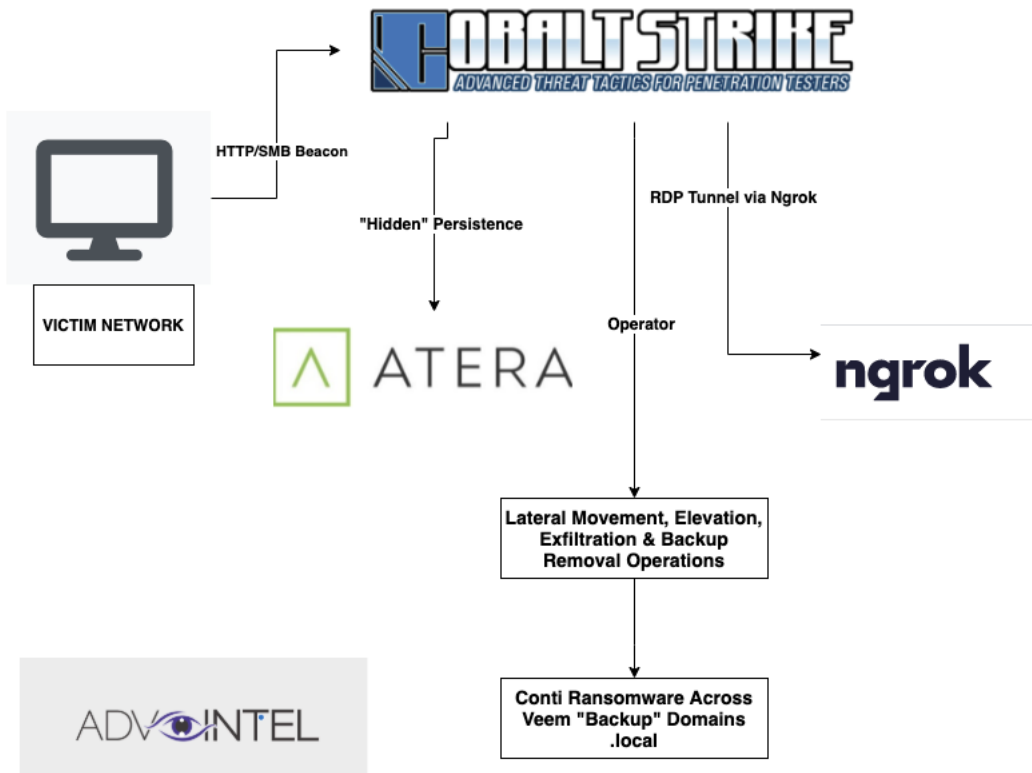 COBALT STRIKE
ADVANCED THREAT TACTICS FOR PENETRATION TESTERS
HTTP/SMB Beacon
RDP Tunnel via Ngrok
"Hidden" Persistence
VICTIM NETWORK
Operator
ATERA
ngrok
Lateral Movement, Elevation,
Exfiltration & Backup
Removal Operations
Conti Ransomware Across
Veem "Backup" Domains
.local
ADVINTEL